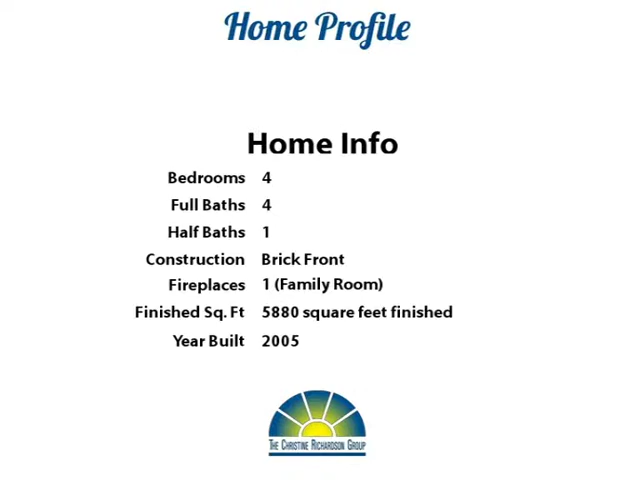 Home Profile
Home Info
Bedrooms 4
Full Baths 4
Half Baths 1
Construction Brick Front
Fireplaces 1 (Family Room)
Finished Sq. Ft 5880 square feet finished
Year Built 2005
The Christine Richardson Group